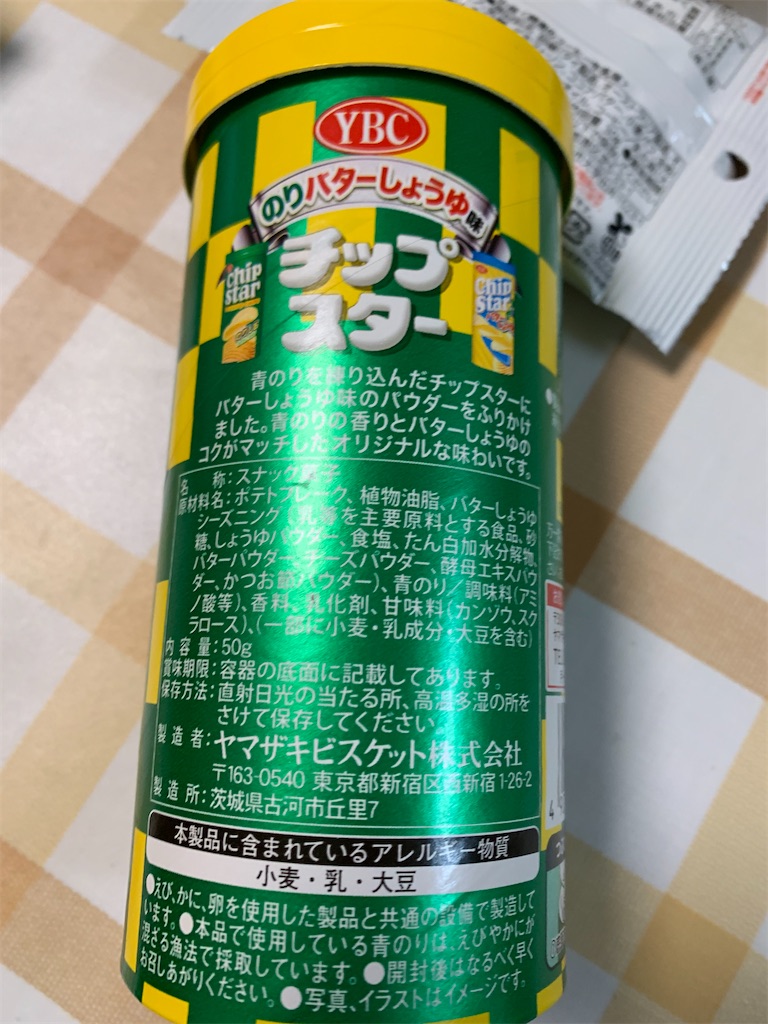 YBC
のりバターしょうゆ味
チップ
スター
chip
star
Chip
Star
青のりを練り込んだチップスターに
バターしょうゆ味のパウダーをふりかけ
ました。青のりの香りとバターしょうゆの
コクがマッチしたオリジナルな味わいです。
名 称:スナック菓子
原材料名:ポテトフレーク、植物油脂、バターしょうゆ
シーズニング(乳等を主要原料とする食品、砂
糖、しょうゆパウダー、食塩、たん白加水分解物、
バターパウダー、チーズパウダー、酵母エキスパウ
ダー、かつお節パウダー)、青のり／調味料(アミ
ノ酸等)、香料、乳化剤、甘味料(カンゾウ、スク
ラロース)、(一部に小麦・乳成分・大豆を含む)
内 容 量:50g
賞味期限:容器の底面に記載してあります。
保存方法:直射日光の当たる所、高温多湿の所を
さけて保存してください。
製 造 者:ヤマザキビスケット株式会社
〒163-0540 東京都新宿区西新宿1-26-2
製 造 所:茨城県古河市丘里7
本製品に含まれているアレルギー物質
小麦・乳・大豆
●えび、かに、卵を使用した製品と共通の設備で製造して
います。●本品で使用している青のりは、えびやかにが
混ざる漁法で採取しています。●開封後はなるべく早く
お召しあがりください。●写真、イラストはイメージです。